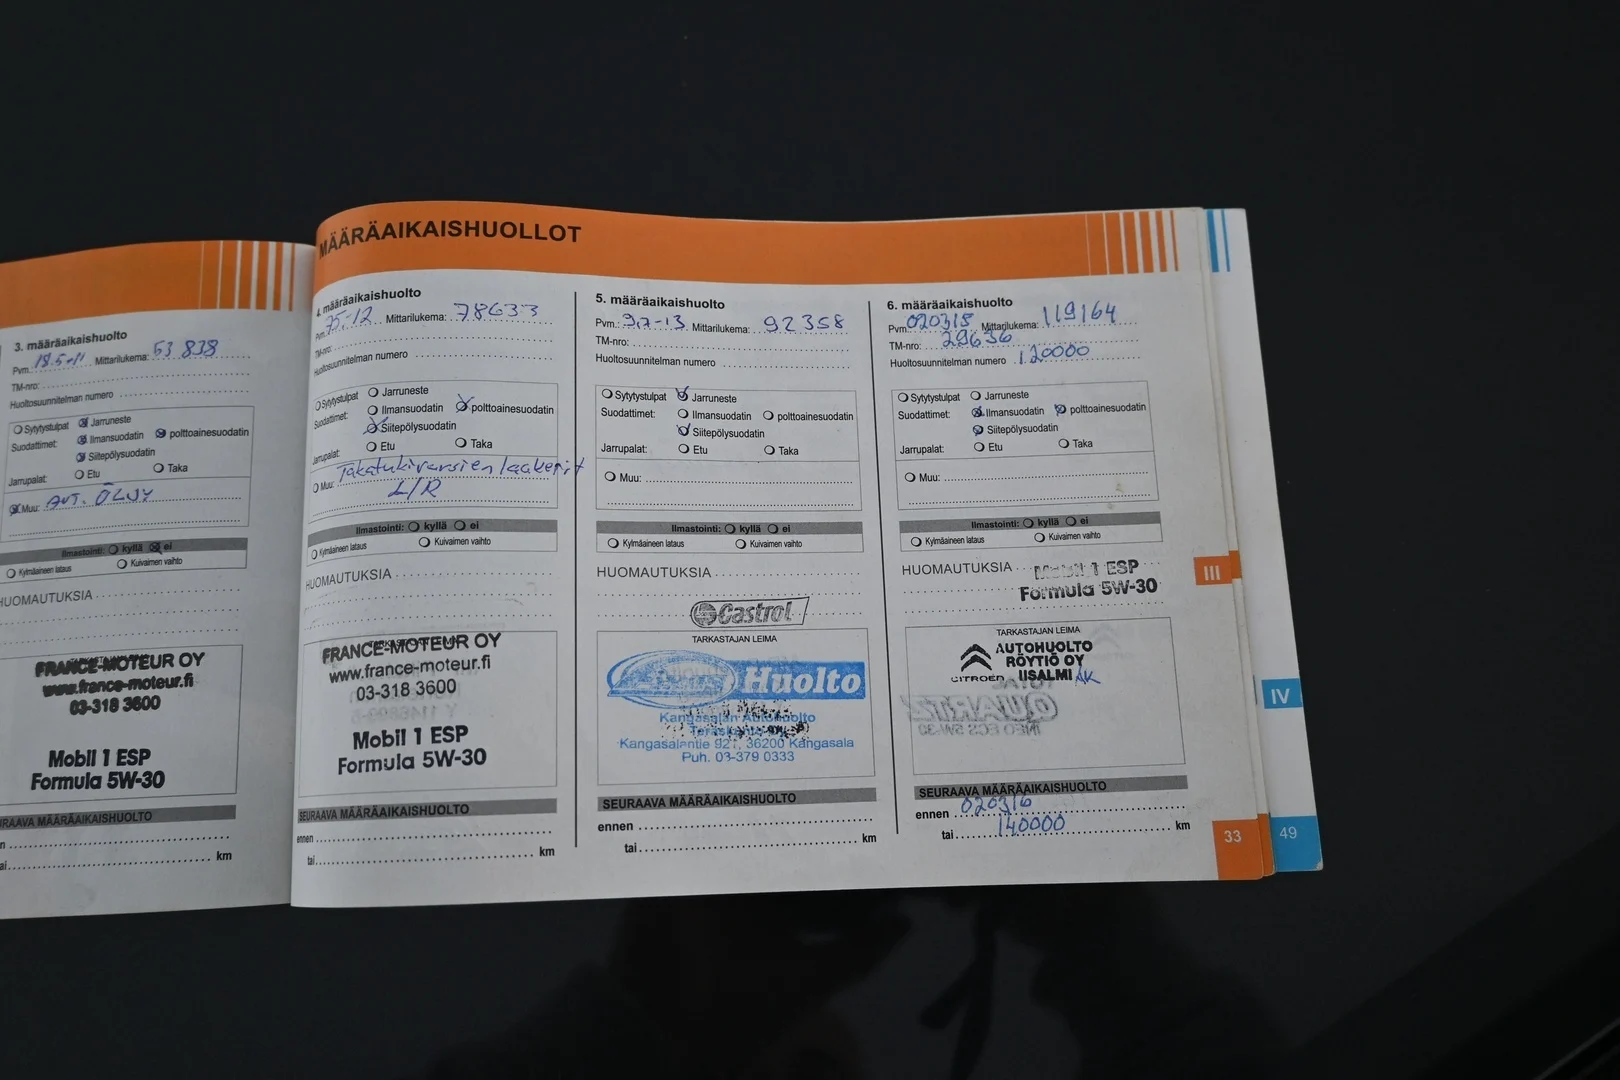 MÄÄRÄAIKAISHUOLLOT
3. määräaikaishuolto
Pvm. 18.5-11 Mittarilukema: 53 838
TM-nro:
Huoltosuunnitelman numero
Sytytystulpat Jarruneste
Suodattimet: Ilmansuodatin polttoainesuodatin
Siitepölysuodatin
Jarrupalat: Etu Taka
Muu: AUT. ÖLJY
Ilmastointi: kyllä ei
Kylmäaineen lataus Kuivaimen vaihto
HUOMAUTUKSIA
FRANCE-MOTEUR OY
www.france-moteur.fi
03-318 3600
Mobil 1 ESP
Formula 5W-30
URAAVA MÄÄRÄAIKAISHUOLTO
km
4. määräaikaishuolto
Pvm.: Mittarilukema: 78633
TM-nro:
Huoltosuunnitelman numero
Sytytystulpat Jarruneste
Suodattimet: Ilmansuodatin polttoainesuodatin
Siitepölysuodatin
Jarrupalat: Etu Taka
Muu: Takatukivarsien laakerit
L/R
Ilmastointi: kyllä ei
Kylmäaineen lataus Kuivaimen vaihto
HUOMAUTUKSIA
FRANCE-MOTEUR OY
www.france-moteur.fi
03-318 3600
Mobil 1 ESP
Formula 5W-30
SEURAAVA MÄÄRÄAIKAISHUOLTO
ennen
tai km
5. määräaikaishuolto
Pvm.: 9.7-13 Mittarilukema: 92358
TM-nro:
Huoltosuunnitelman numero
Sytytystulpat Jarruneste
Suodattimet: Ilmansuodatin polttoainesuodatin
Siitepölysuodatin
Jarrupalat: Etu Taka
Muu:
Ilmastointi: kyllä ei
Kylmäaineen lataus Kuivaimen vaihto
HUOMAUTUKSIA
Castrol
TARKASTAJAN LEIMA
Huolto
Kangasalan Autohuolto
Kangasalantie 921, 36200 Kangasala
Puh. 03-379 0333
SEURAAVA MÄÄRÄAIKAISHUOLTO
ennen
tai km
6. määräaikaishuolto
Pvm. 020315 Mittarilukema: 119164
TM-nro: 29636
Huoltosuunnitelman numero 120000
Sytytystulpat Jarruneste
Suodattimet: Ilmansuodatin polttoainesuodatin
Siitepölysuodatin
Jarrupalat: Etu Taka
Muu:
Ilmastointi: kyllä ei
Kylmäaineen lataus Kuivaimen vaihto
HUOMAUTUKSIA Mobil 1 ESP
Formula 5W-30
TARKASTAJAN LEIMA
AUTOHUOLTO
RÖYTIÖ OY
CITROËN IISALMI AK
SEURAAVA MÄÄRÄAIKAISHUOLTO
ennen 020316
tai 140000 km
III
IV
33
49